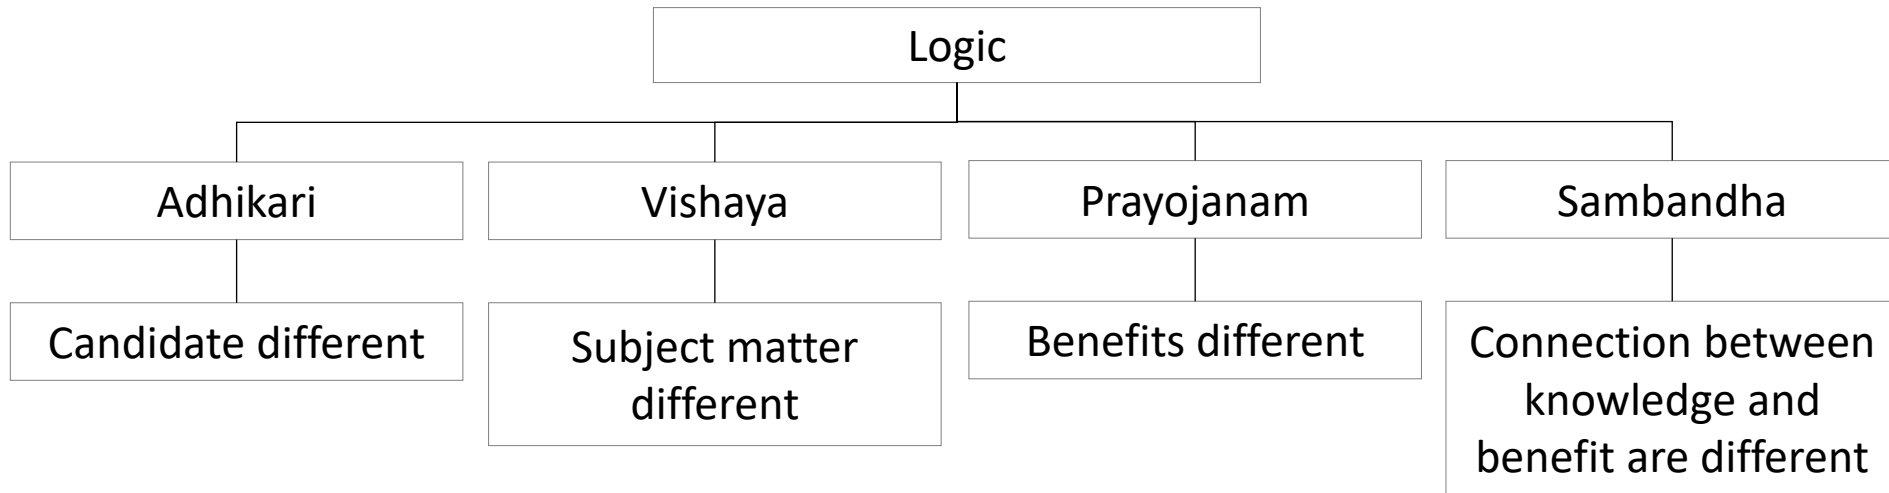 Logic
Adhikari
Vishaya
Prayojanam
Sambandha
Candidate different
Subject matter
different
Benefits different
Connection between
knowledge and
benefit are different